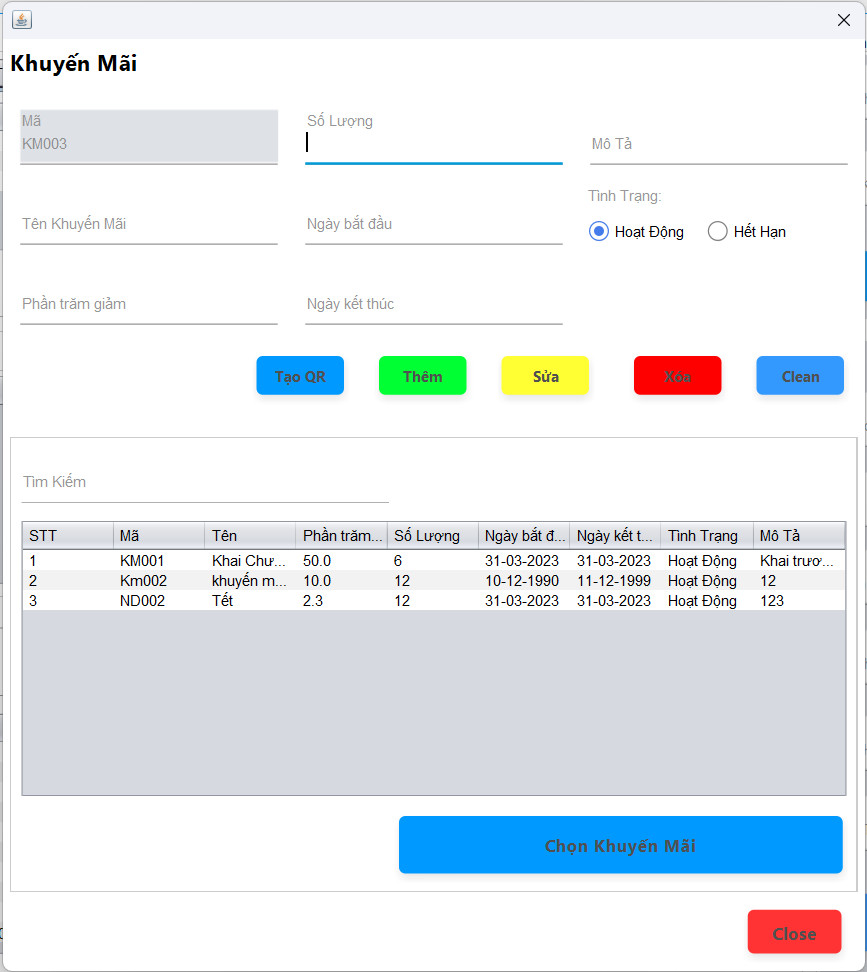 Khuyến Mãi
Mã
KM003
Số Lượng
Mô Tả
Tên Khuyến Mãi
Ngày bắt đầu
Tình Trạng:
Hoạt Động Hết Hạn
Phần trăm giảm
Ngày kết thúc
Tạo QR Thêm Sửa Xóa Clean
Tìm Kiếm
STT Mã Tên Phần trăm... Số Lượng Ngày bắt đ... Ngày kết t... Tình Trạng Mô Tả
1 KM001 Khai Chư... 50.0 6 31-03-2023 31-03-2023 Hoạt Động Khai trươ...
2 Km002 khuyến m... 10.0 12 10-12-1990 11-12-1999 Hoạt Động 12
3 ND002 Tết 2.3 12 31-03-2023 31-03-2023 Hoạt Động 123
Chọn Khuyến Mãi
Close